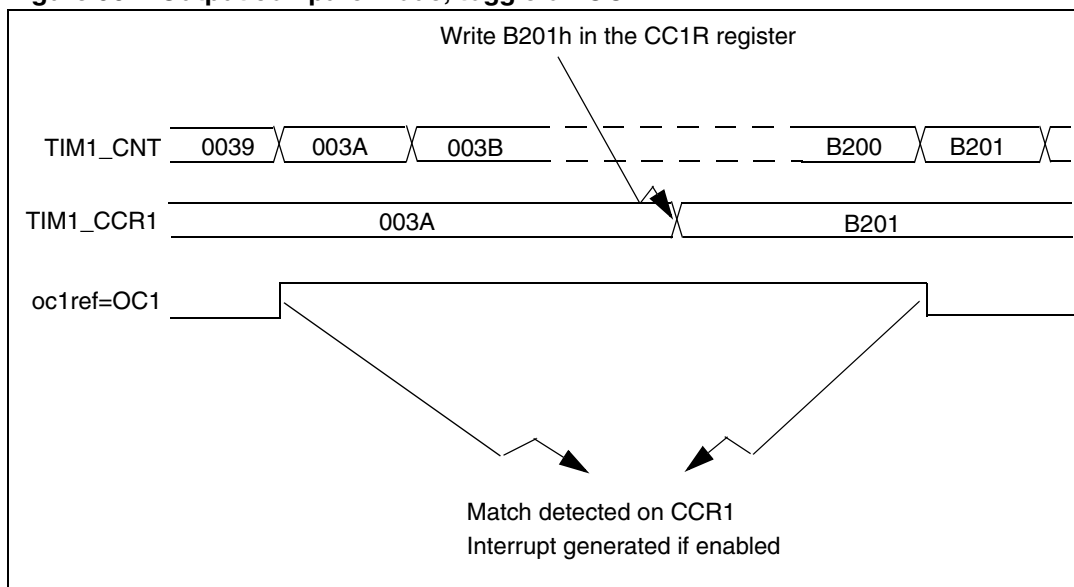 Write B201h in the CC1R register
TIM1_CNT 0039 003A 003B B200 B201
TIM1_CCR1 003A B201
oc1ref=OC1
Match detected on CCR1
Interrupt generated if enabled